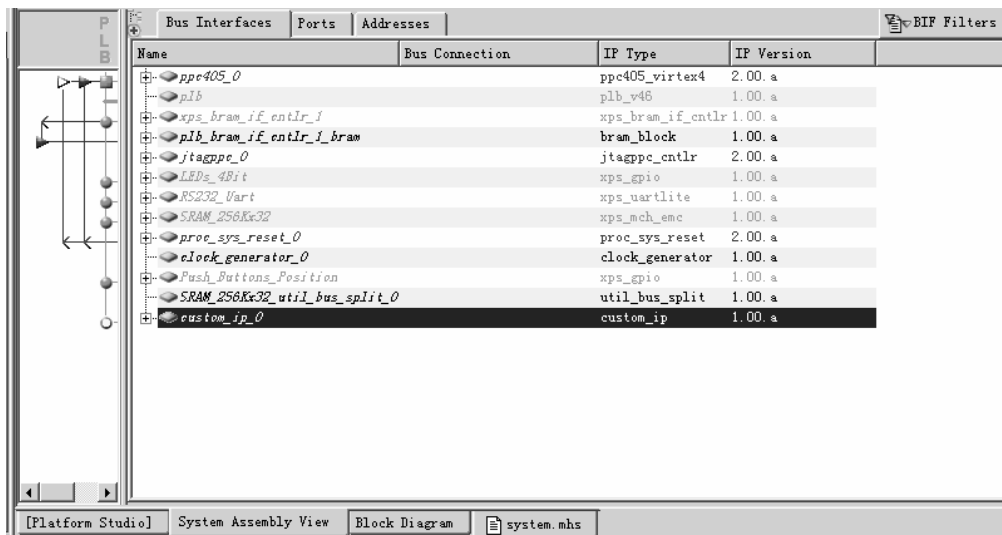 P
L
B
Bus Interfaces Ports Addresses BIF Filters
Name Bus Connection IP Type IP Version
ppc405_0 ppc405_virtex4 2.00.a
plb plb_v46 1.00.a
xps_bram_if_cntlr_1 xps_bram_if_cntlr 1.00.a
plb_bram_if_cntlr_1_bram bram_block 1.00.a
jtagppc_0 jtagppc_cntlr 2.00.a
LEDs_4Bit xps_gpio 1.00.a
RS232_Uart xps_uartlite 1.00.a
SRAM_256Kx32 xps_mch_emc 1.00.a
proc_sys_reset_0 proc_sys_reset 2.00.a
clock_generator_0 clock_generator 1.00.a
Push_Buttons_Position xps_gpio 1.00.a
SRAM_256Kx32_util_bus_split_0 util_bus_split 1.00.a
custom_ip_0 custom_ip 1.00.a
[Platform Studio] System Assembly View Block Diagram system.mhs